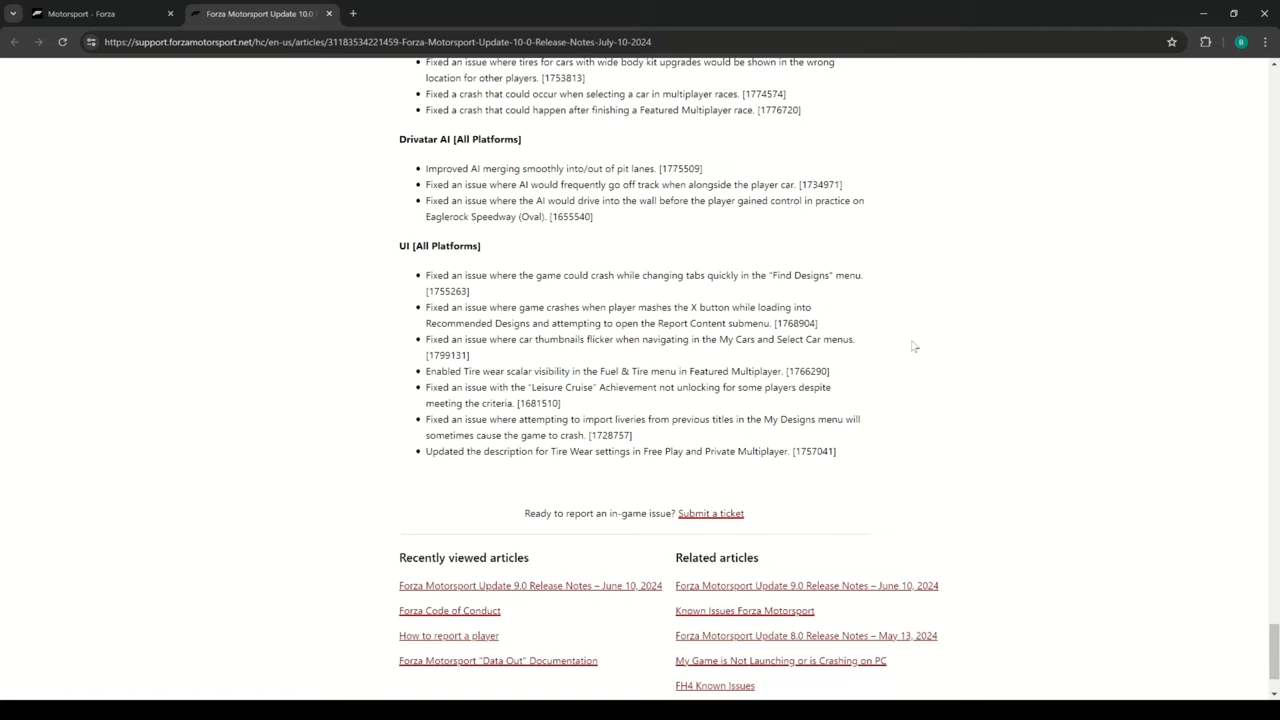 Motorsport - Forza
Forza Motorsport Update 10.0
https://support.forzamotorsport.net/hc/en-us/articles/31183534221459-Forza-Motorsport-Update-10-0-Release-Notes-July-10-2024
B
• Fixed an issue where tires for cars with wide body kit upgrades would be shown in the wrong
location for other players. [1753813]
• Fixed a crash that could occur when selecting a car in multiplayer races. [1774574]
• Fixed a crash that could happen after finishing a Featured Multiplayer race. [1776720]
Drivatar AI [All Platforms]
• Improved AI merging smoothly into/out of pit lanes. [1775509]
• Fixed an issue where AI would frequently go off track when alongside the player car. [1734971]
• Fixed an issue where the AI would drive into the wall before the player gained control in practice on
Eaglerock Speedway (Oval). [1655540]
UI [All Platforms]
• Fixed an issue where the game could crash while changing tabs quickly in the "Find Designs" menu.
[1755263]
• Fixed an issue where game crashes when player mashes the X button while loading into
Recommended Designs and attempting to open the Report Content submenu. [1768904]
• Fixed an issue where car thumbnails flicker when navigating in the My Cars and Select Car menus.
[1799131]
• Enabled Tire wear scalar visibility in the Fuel & Tire menu in Featured Multiplayer. [1766290]
• Fixed an issue with the "Leisure Cruise" Achievement not unlocking for some players despite
meeting the criteria. [1681510]
• Fixed an issue where attempting to import liveries from previous titles in the My Designs menu will
sometimes cause the game to crash. [1728757]
• Updated the description for Tire Wear settings in Free Play and Private Multiplayer. [1757041]
Ready to report an in-game issue? Submit a ticket
Recently viewed articles
Forza Motorsport Update 9.0 Release Notes – June 10, 2024
Forza Code of Conduct
How to report a player
Forza Motorsport "Data Out" Documentation
Related articles
Forza Motorsport Update 9.0 Release Notes – June 10, 2024
Known Issues Forza Motorsport
Forza Motorsport Update 8.0 Release Notes – May 13, 2024
My Game is Not Launching or is Crashing on PC
FH4 Known Issues